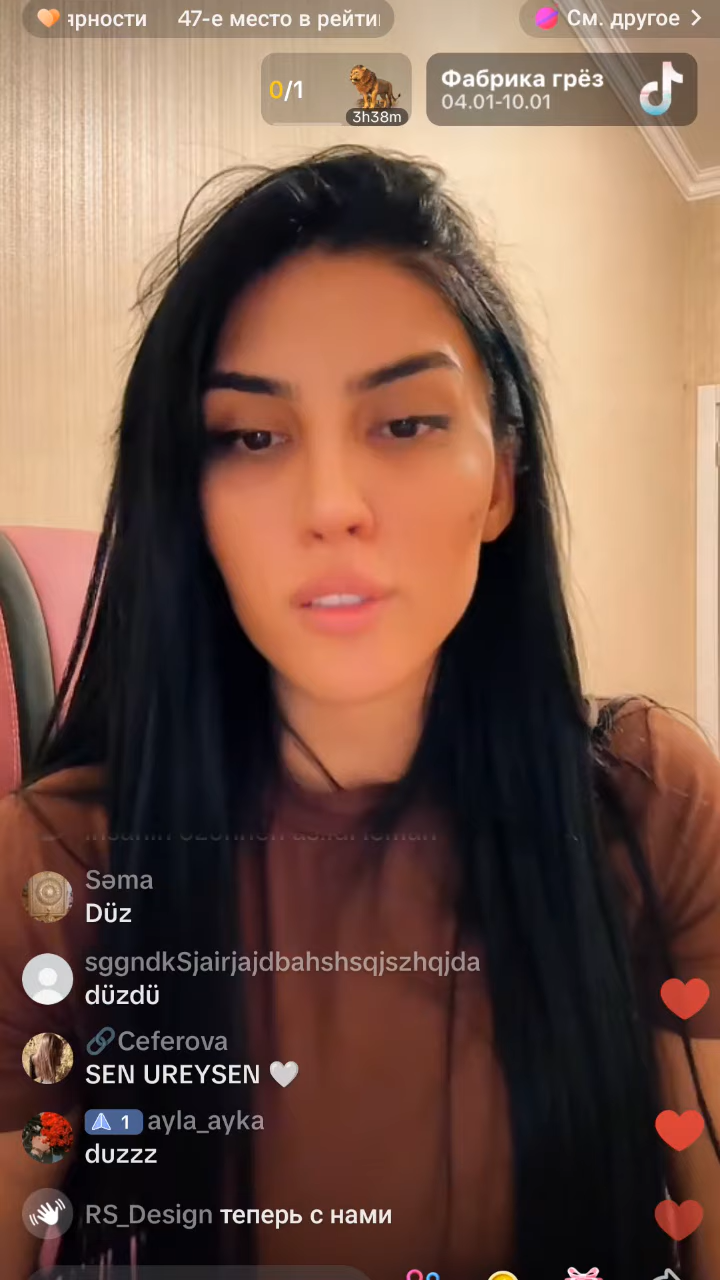 47-е место в рейти
См. другое
0/1
3h38m
Фабрика грёз
04.01-10.01
Səma
Düz
sggndkSjairjajdbahshsqjszhqjda
düzdü
Ceferova
SEN UREYSEN
1 ayla_ayka
duzzz
RS_Design теперь с нами